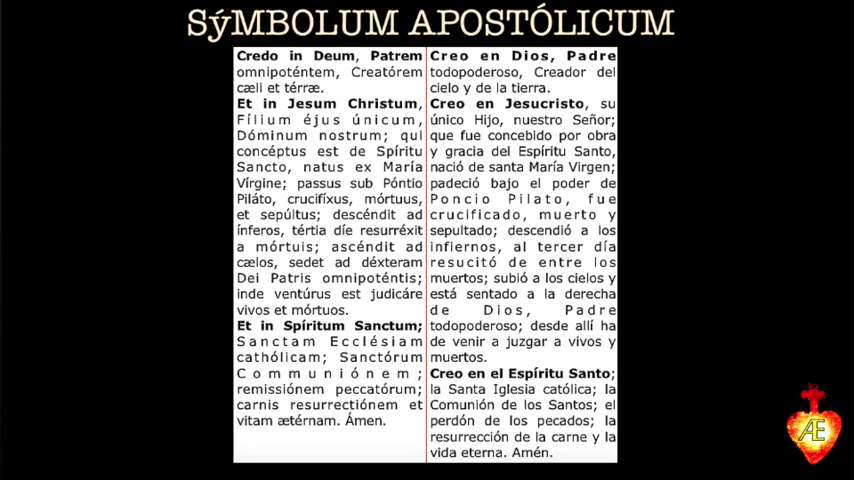 SýMBOLUM APOSTÓLICUM
Credo in Deum, Patrem
omnipoténtem, Creatórem
cæli et térræ.
Et in Jesum Christum,
Fílium éjus únicum,
Dóminum nostrum; qui
concéptus est de Spíritu
Sancto, natus ex María
Vírgine; passus sub Póntio
Piláto, crucifíxus, mórtuus,
et sepúltus; descéndit ad
ínferos, tértia díe resurréxit
a mórtuis; ascéndit ad
cælos, sedet ad déxteram
Dei Patris omnipoténtis;
inde ventúrus est judicáre
vivos et mórtuos.
Et in Spíritum Sanctum;
Sanctam Ecclésiam
cathólicam; Sanctórum
Communiónem;
remissiónem peccatórum;
carnis resurrectiónem et
vitam ætérnam. Ámen.
Creo en Dios, Padre
todopoderoso, Creador del
cielo y de la tierra.
Creo en Jesucristo, su
único Hijo, nuestro Señor;
que fue concebido por obra
y gracia del Espíritu Santo,
nació de santa María Virgen;
padeció bajo el poder de
Poncio Pilato, fue
crucificado, muerto y
sepultado; descendió a los
infiernos, al tercer día
resucitó de entre los
muertos; subió a los cielos y
está sentado a la derecha
de Dios, Padre
todopoderoso; desde allí ha
de venir a juzgar a vivos y
muertos.
Creo en el Espíritu Santo;
la Santa Iglesia católica; la
Comunión de los Santos; el
perdón de los pecados; la
resurrección de la carne y la
vida eterna. Amén.
Æ